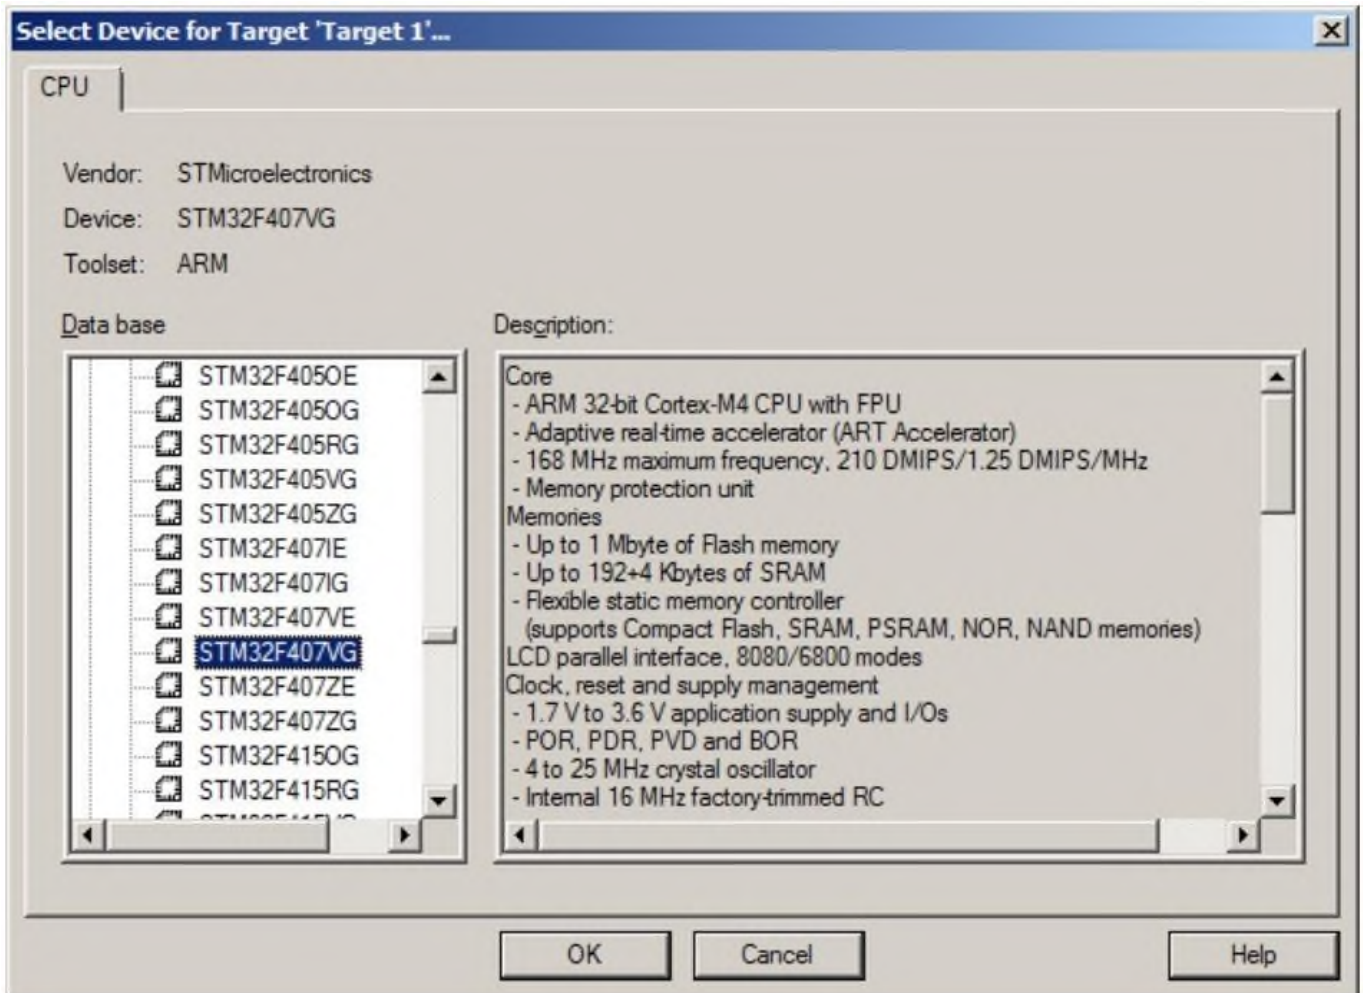 Select Device for Target 'Target 1'...
CPU
Vendor: STMicroelectronics
Device: STM32F407VG
Toolset: ARM
Data base
Description:
STM32F405OE
STM32F405OG
STM32F405RG
STM32F405VG
STM32F405ZG
STM32F407IE
STM32F407IG
STM32F407VE
STM32F407VG
STM32F407ZE
STM32F407ZG
STM32F415OG
STM32F415RG
Core
- ARM 32-bit Cortex-M4 CPU with FPU
- Adaptive real-time accelerator (ART Accelerator)
- 168 MHz maximum frequency, 210 DMIPS/1.25 DMIPS/MHz
- Memory protection unit
Memories
- Up to 1 Mbyte of Flash memory
- Up to 192+4 Kbytes of SRAM
- Flexible static memory controller
(supports Compact Flash, SRAM, PSRAM, NOR, NAND memories)
LCD parallel interface, 8080/6800 modes
Clock, reset and supply management
- 1.7 V to 3.6 V application supply and I/Os
- POR, PDR, PVD and BOR
- 4 to 25 MHz crystal oscillator
- Internal 16 MHz factory-trimmed RC
OK
Cancel
Help